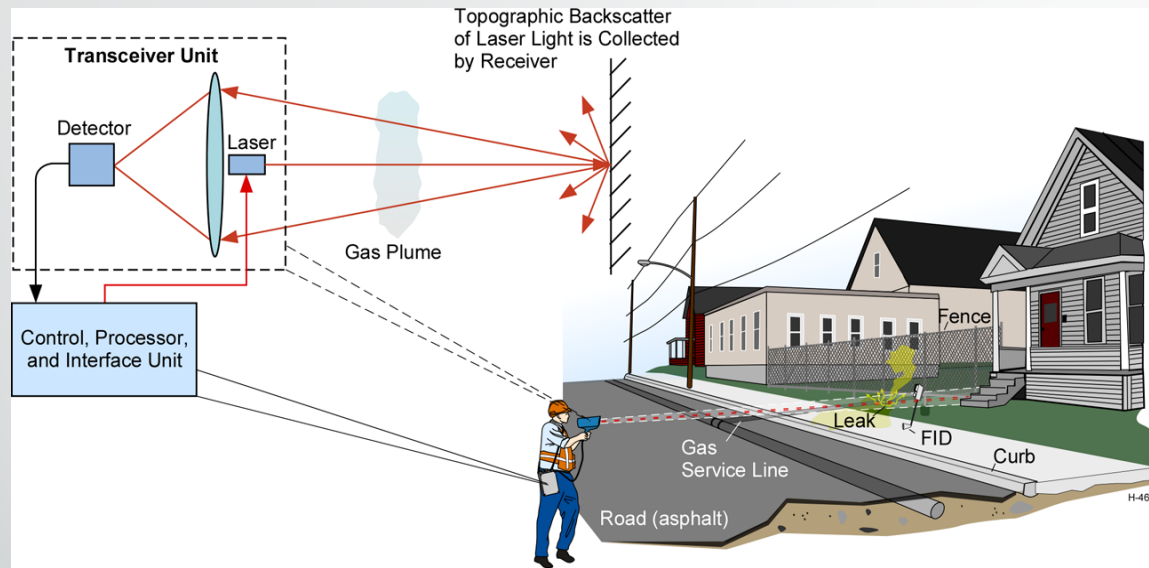 Topographic Backscatter
of Laser Light is Collected
by Receiver
Transceiver Unit
Detector
Laser
Gas Plume
Control, Processor,
and Interface Unit
Fence
Leak
FID
Gas
Service Line
Curb
Road (asphalt)
H-46